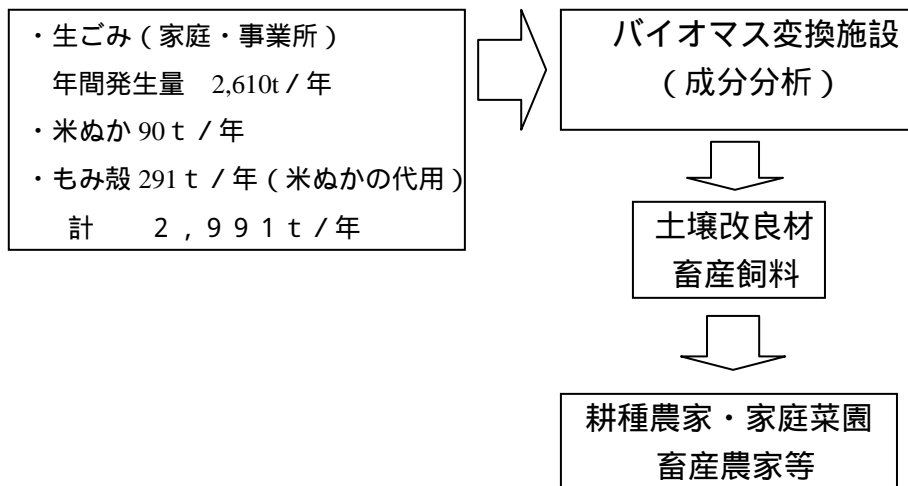 ・生ごみ（家庭・事業所）
年間発生量　2,610t／年
・米ぬか 90ｔ／年
・もみ殻 291ｔ／年（米ぬかの代用）
計　　２，９９１ｔ/年
バイオマス変換施設
（成分分析）
土壌改良材
畜産飼料
耕種農家・家庭菜園
畜産農家等